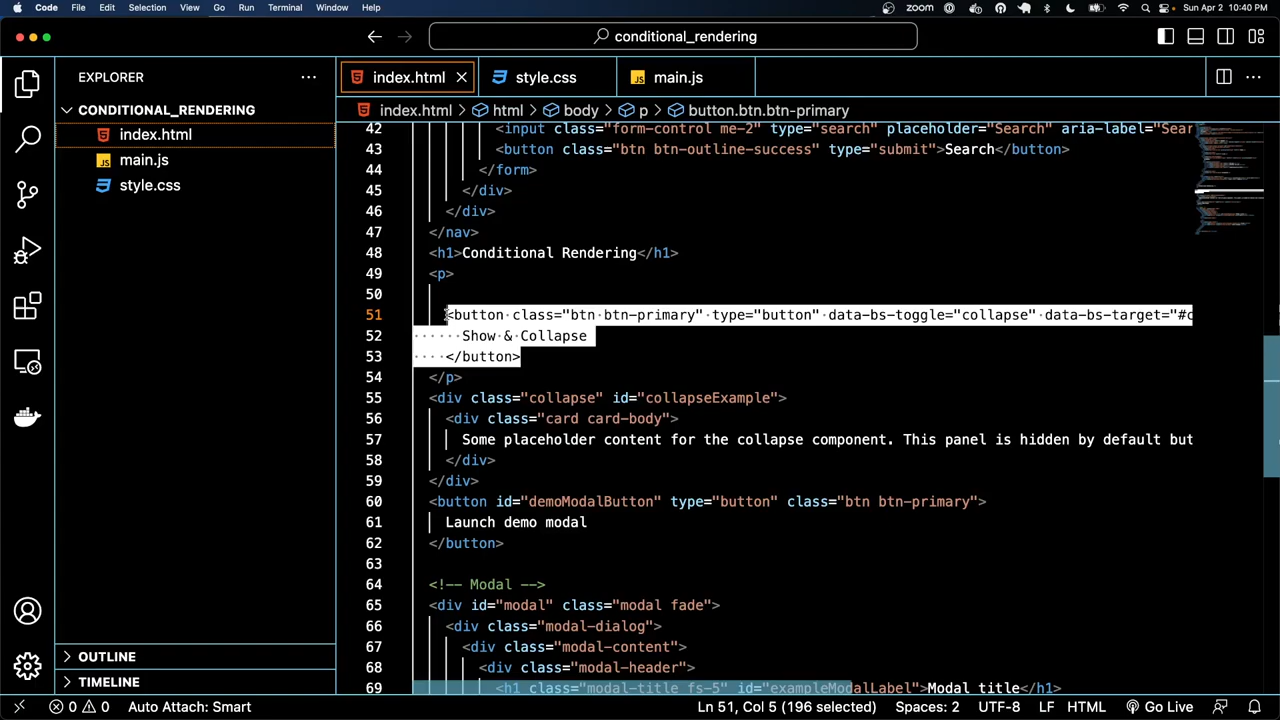 Code File Edit Selection View Go Run Terminal Window Help zoom Sun Apr 2 10:40 PM
conditional_rendering
EXPLORER
index.html style.css main.js
CONDITIONAL_RENDERING
index.html > html > body > p > button.btn.btn-primary
index.html
main.js
style.css
42 <input class="form-control me-2" type="search" placeholder="Search" aria-label="Sear
43 <button class="btn btn-outline-success" type="submit">Search</button>
44 </form>
45 </div>
46 </div>
47 </nav>
48 <h1>Conditional Rendering</h1>
49 <p>
50
51 <button class="btn btn-primary" type="button" data-bs-toggle="collapse" data-bs-target="#c
52 Show & Collapse
53 </button>
54 </p>
55 <div class="collapse" id="collapseExample">
56 <div class="card card-body">
57 Some placeholder content for the collapse component. This panel is hidden by default but
58 </div>
59 </div>
60 <button id="demoModalButton" type="button" class="btn btn-primary">
61 Launch demo modal
62 </button>
63
64 <!-- Modal -->
65 <div id="modal" class="modal fade">
66 <div class="modal-dialog">
67 <div class="modal-content">
68 <div class="modal-header">
69 <h1 class="modal-title fs-5" id="exampleModalLabel">Modal title</h1>
OUTLINE
TIMELINE
0 0 Auto Attach: Smart Ln 51, Col 5 (196 selected) Spaces: 2 UTF-8 LF HTML Go Live